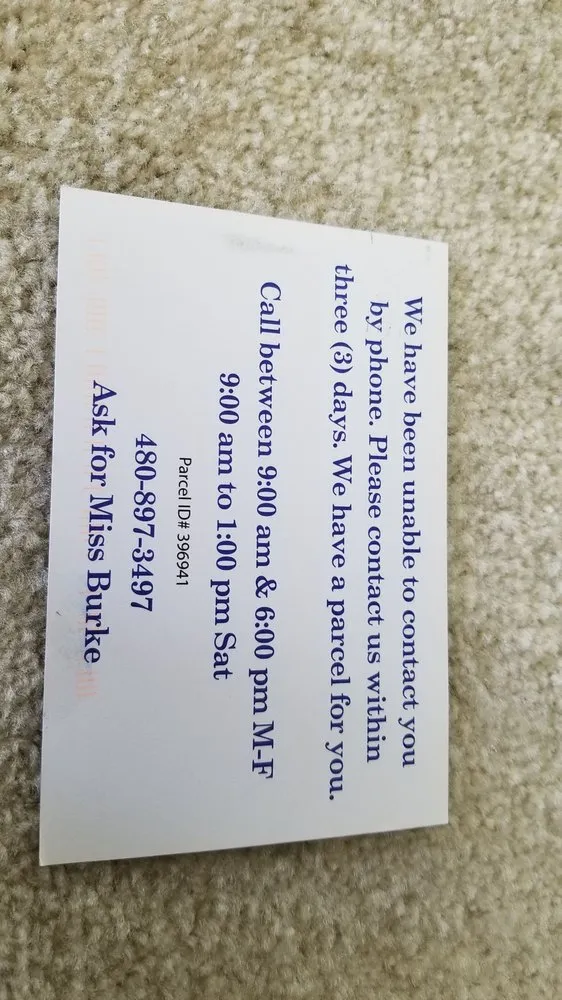 We have been unable to contact you
by phone. Please contact us within
three (3) days. We have a parcel for you.
Call between 9:00 am & 6:00 pm M-F
9:00 am to 1:00 pm Sat
Parcel ID# 396941
480-897-3497
Ask for Miss Burke